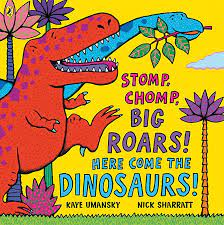 STOMP, CHOMP,
BIG
ROARS!
HERE COME THE
DINOSAURS!
KAYE UMANSKY NICK SHARRATT